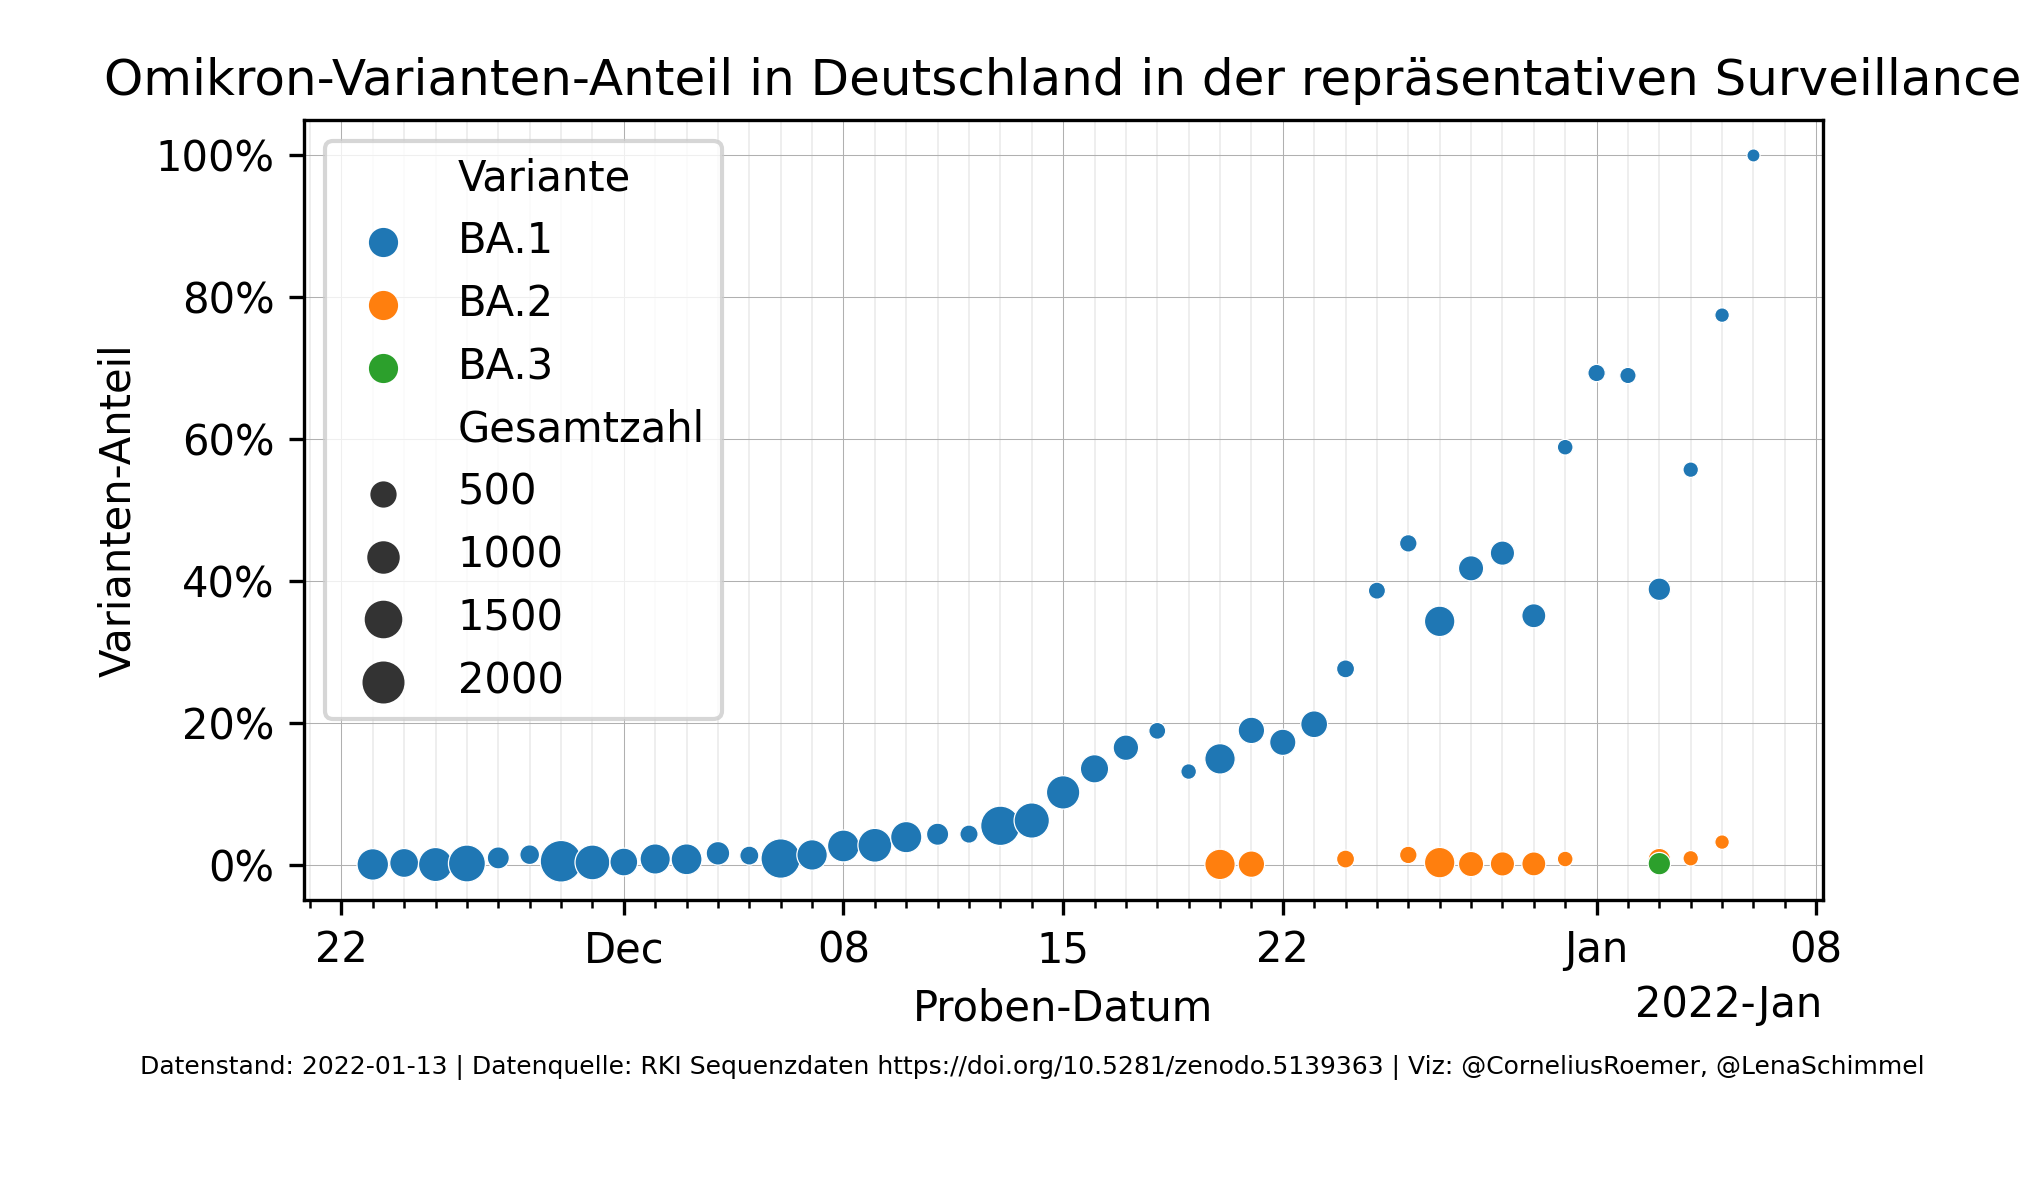 Omikron-Varianten-Anteil in Deutschland in der repräsentativen Surveillance
Varianten-Anteil
100%
80%
60%
40%
20%
0%
Variante
BA.1
BA.2
BA.3
Gesamtzahl
500
1000
1500
2000
22 Dec 08 15 22 Jan 08
Proben-Datum 2022-Jan
Datenstand: 2022-01-13 | Datenquelle: RKI Sequenzdaten https://doi.org/10.5281/zenodo.5139363 | Viz: @CorneliusRoemer, @LenaSchimmel